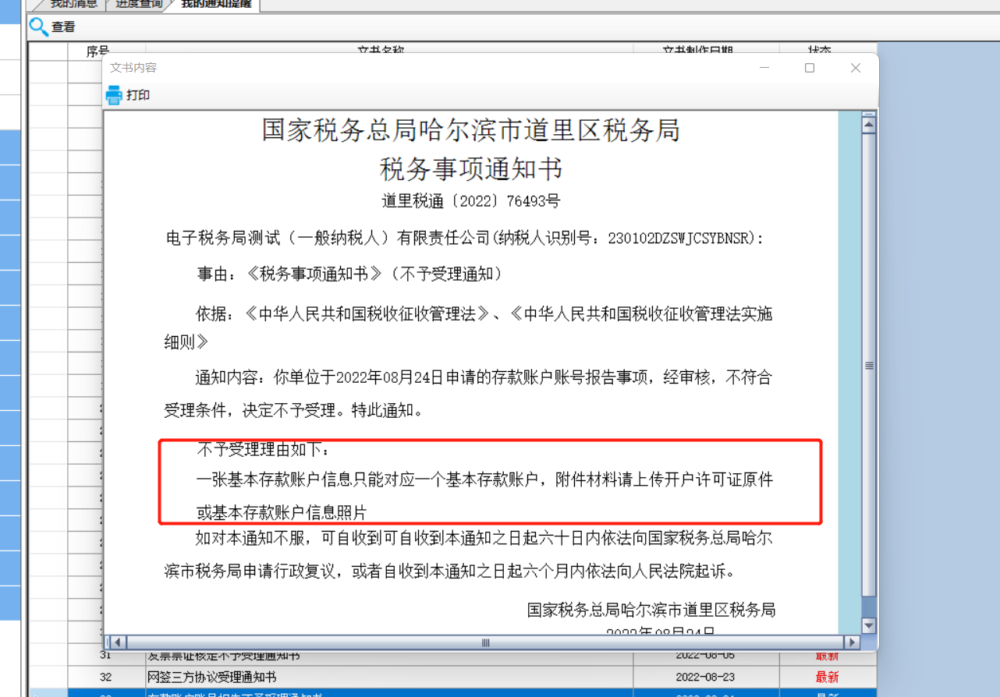 我的消息 进度查询 我的通知提醒
查看
序号 文书名称 文书制作日期 状态
文书内容
打印
国家税务总局哈尔滨市道里区税务局
税务事项通知书
道里税通〔2022〕76493号
电子税务局测试（一般纳税人）有限责任公司(纳税人识别号：230102DZSWJCSYBNSR)：
事由：《税务事项通知书》（不予受理通知）
依据：《中华人民共和国税收征收管理法》、《中华人民共和国税收征收管理法实施
细则》
通知内容：你单位于2022年08月24日申请的存款账户账号报告事项，经审核，不符合
受理条件，决定不予受理。特此通知。
不予受理理由如下：
一张基本存款账户信息只能对应一个基本存款账户，附件材料请上传开户许可证原件
或基本存款账户信息照片
如对本通知不服，可自收到可自收到本通知之日起六十日内依法向国家税务总局哈尔
滨市税务局申请行政复议，或者自收到本通知之日起六个月内依法向人民法院起诉。
国家税务总局哈尔滨市道里区税务局
2022年08月24日
31 发票票证核定不予受理通知书 2022-08-05 最新
32 网签三方协议受理通知书 2022-08-23 最新
存款账户账号报告不予受理通知书